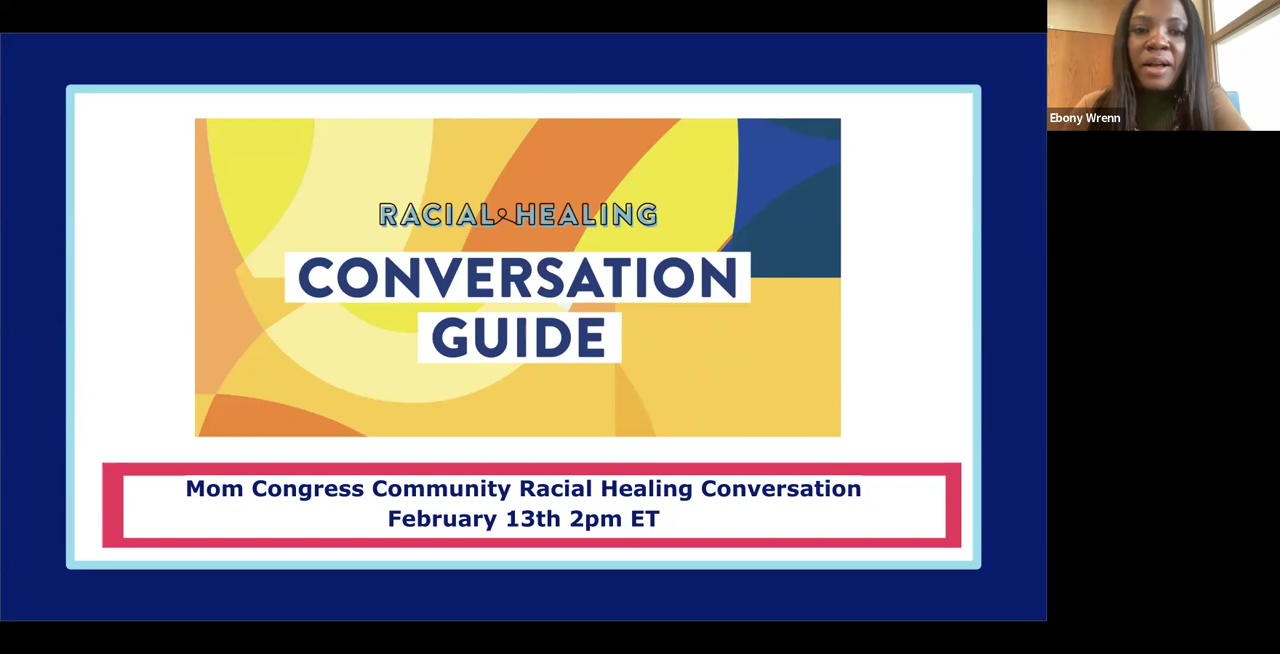 RACIAL HEALING
CONVERSATION
GUIDE
Mom Congress Community Racial Healing Conversation
February 13th 2pm ET
Ebony Wrenn